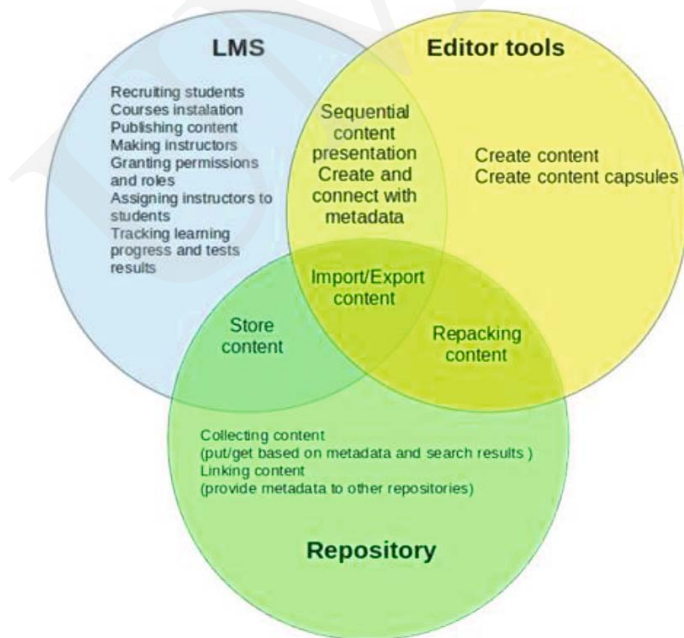 LMS
Recruiting students
Courses instalation
Publishing content
Making instructors
Granting permissions
and roles
Assigning instructors to
students
Tracking learning
progress and tests
results
Sequential
content
presentation
Create and
connect with
metadata
Editor tools
Create content
Create content capsules
Import/Export
content
Store
content
Repacking
content
Collecting content
(put/get based on metadata and search results )
Linking content
(provide metadata to other repositories)
Repository